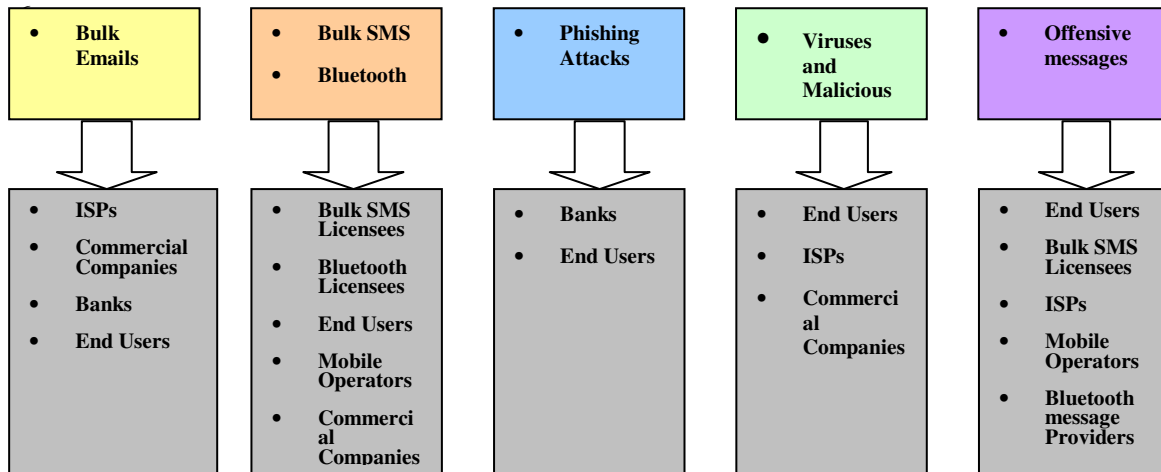 • Bulk
Emails
• Bulk SMS
• Bluetooth
• Phishing
Attacks
• Viruses
and
Malicious
• Offensive
messages
• ISPs
• Commercial
Companies
• Banks
• End Users
• Bulk SMS
Licensees
• Bluetooth
Licensees
• End Users
• Mobile
Operators
• Commerci
al
Companies
• Banks
• End Users
• End Users
• ISPs
• Commerci
al
Companies
• End Users
• Bulk SMS
Licensees
• ISPs
• Mobile
Operators
• Bluetooth
message
Providers